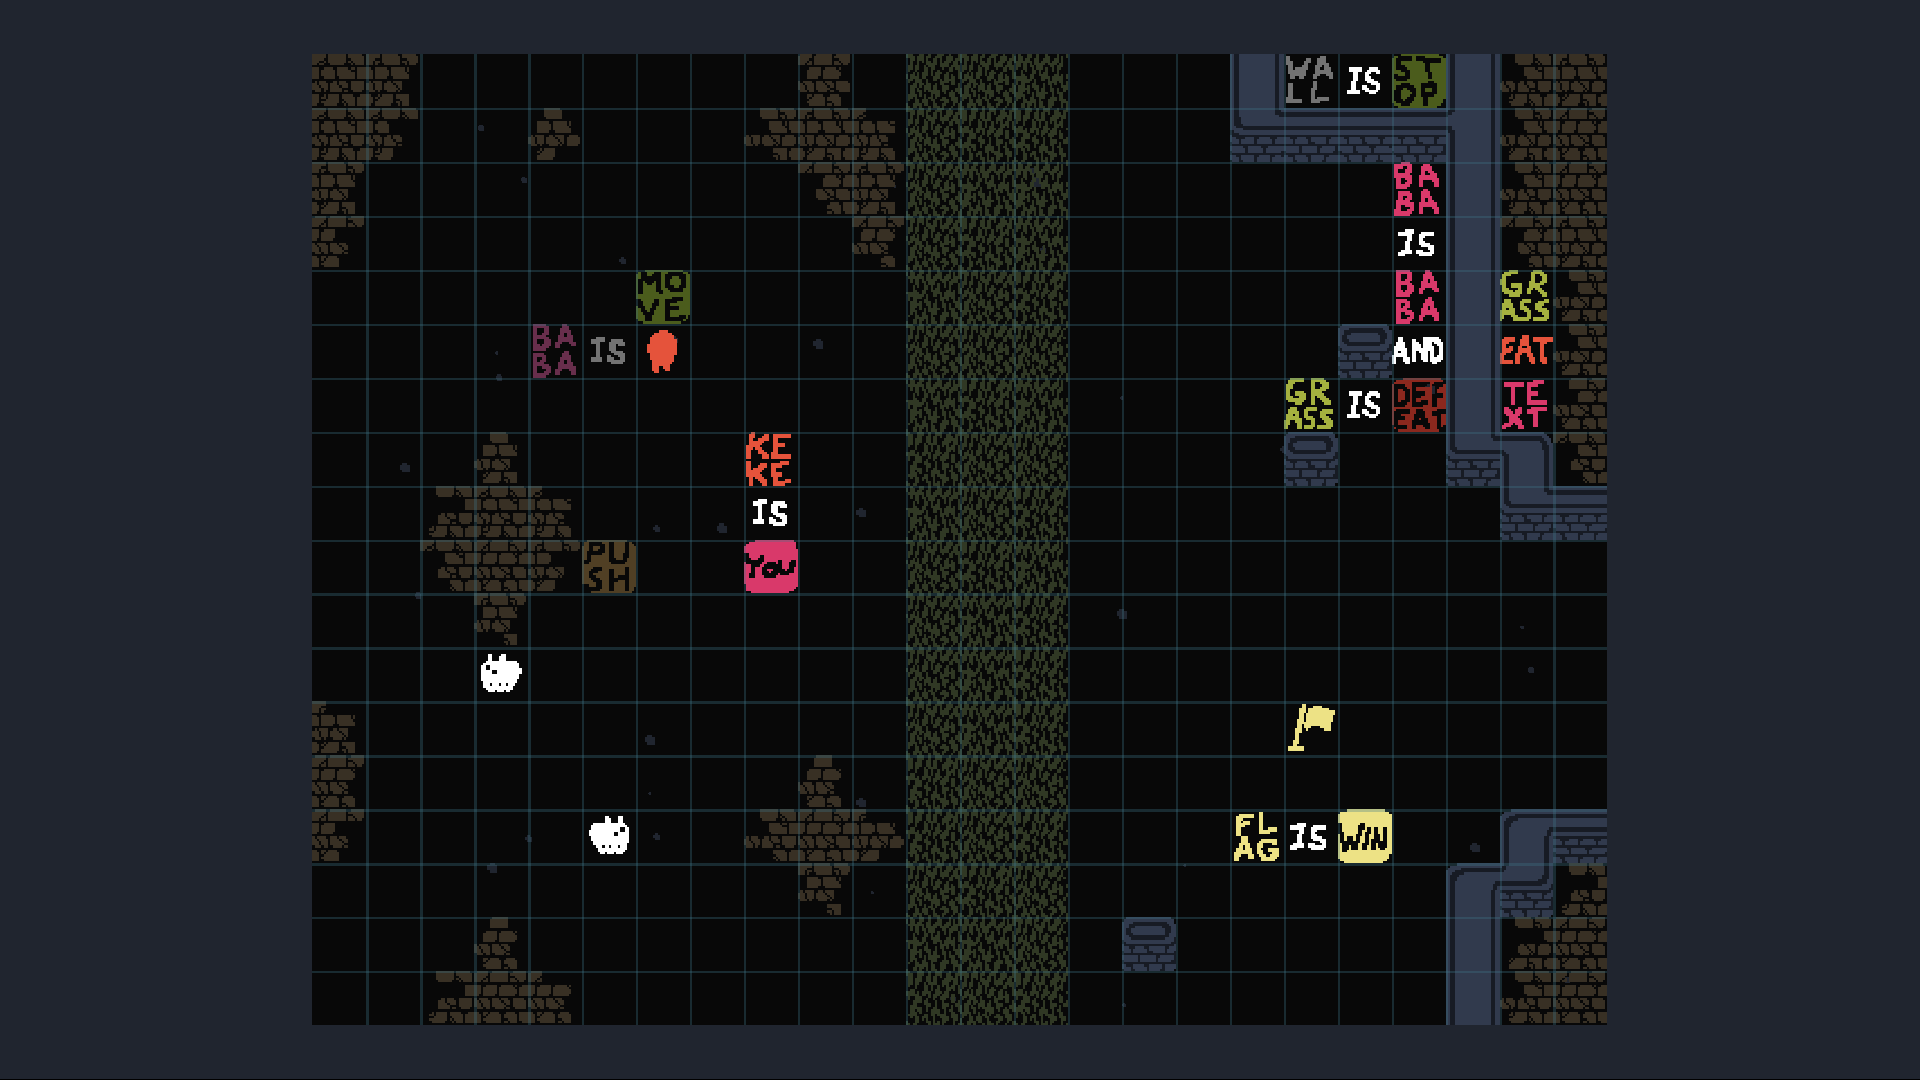 WALL IS STOP
BABA
IS
MOVE
BABA
GRASS
BABA IS
AND
EAT
GRASS IS DEFEAT
TEXT
KEKE
IS
PUSH
YOU
FLAG IS WIN